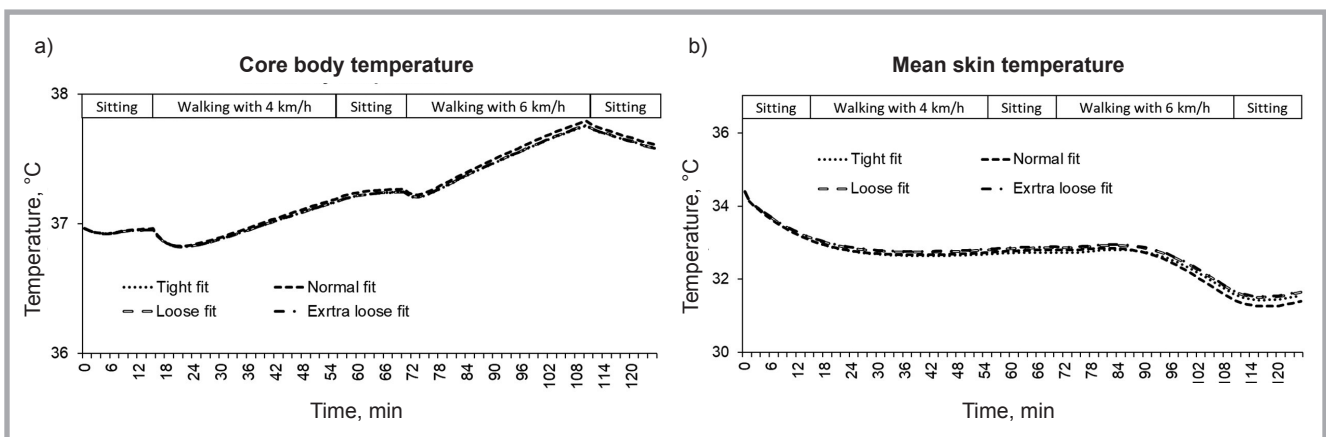 a)
Core body temperature
38
Sitting Walking with 4 km/h Sitting Walking with 6 km/h Sitting
37
Temperature, °C
Tight fit Normal fit
Loose fit Exrtra loose fit
36
0 6 12 18 24 30 36 42 48 54 60 66 72 78 84 90 96 102 108 114 120
Time, min
b)
Mean skin temperature
Sitting Walking with 4 km/h Sitting Walking with 6 km/h Sitting
36
Tight fit Normal fit
Loose fit Exrtra loose fit
34
Temperature, °C
32
30
0 6 12 18 24 30 36 42 48 54 60 66 72 78 84 90 96 102 108 114 120
Time, min